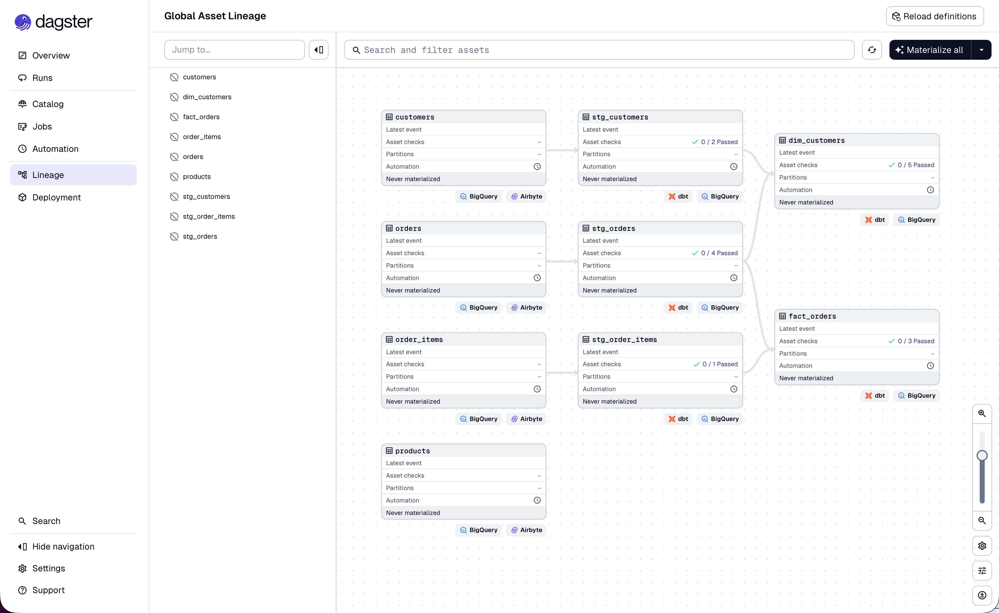 dagster
Overview
Runs
Catalog
Jobs
Automation
Lineage
Deployment
Search
Hide navigation
Settings
Support
Global Asset Lineage
Reload definitions
Jump to…
Search and filter assets
Materialize all
customers
dim_customers
fact_orders
order_items
orders
products
stg_customers
stg_order_items
stg_orders
customers
Latest event
Asset checks –
Partitions –
Automation
Never materialized
BigQuery Airbyte
stg_customers
Latest event
Asset checks 0 / 2 Passed
Partitions –
Automation
Never materialized
dbt BigQuery
dim_customers
Latest event
Asset checks 0 / 5 Passed
Partitions –
Automation
Never materialized
dbt BigQuery
orders
Latest event
Asset checks –
Partitions –
Automation
Never materialized
BigQuery Airbyte
stg_orders
Latest event
Asset checks 0 / 4 Passed
Partitions –
Automation
Never materialized
dbt BigQuery
fact_orders
Latest event
Asset checks 0 / 3 Passed
Partitions –
Automation
Never materialized
dbt BigQuery
order_items
Latest event
Asset checks –
Partitions –
Automation
Never materialized
BigQuery Airbyte
stg_order_items
Latest event
Asset checks 0 / 1 Passed
Partitions –
Automation
Never materialized
dbt BigQuery
products
Latest event
Asset checks –
Partitions –
Automation
Never materialized
BigQuery Airbyte